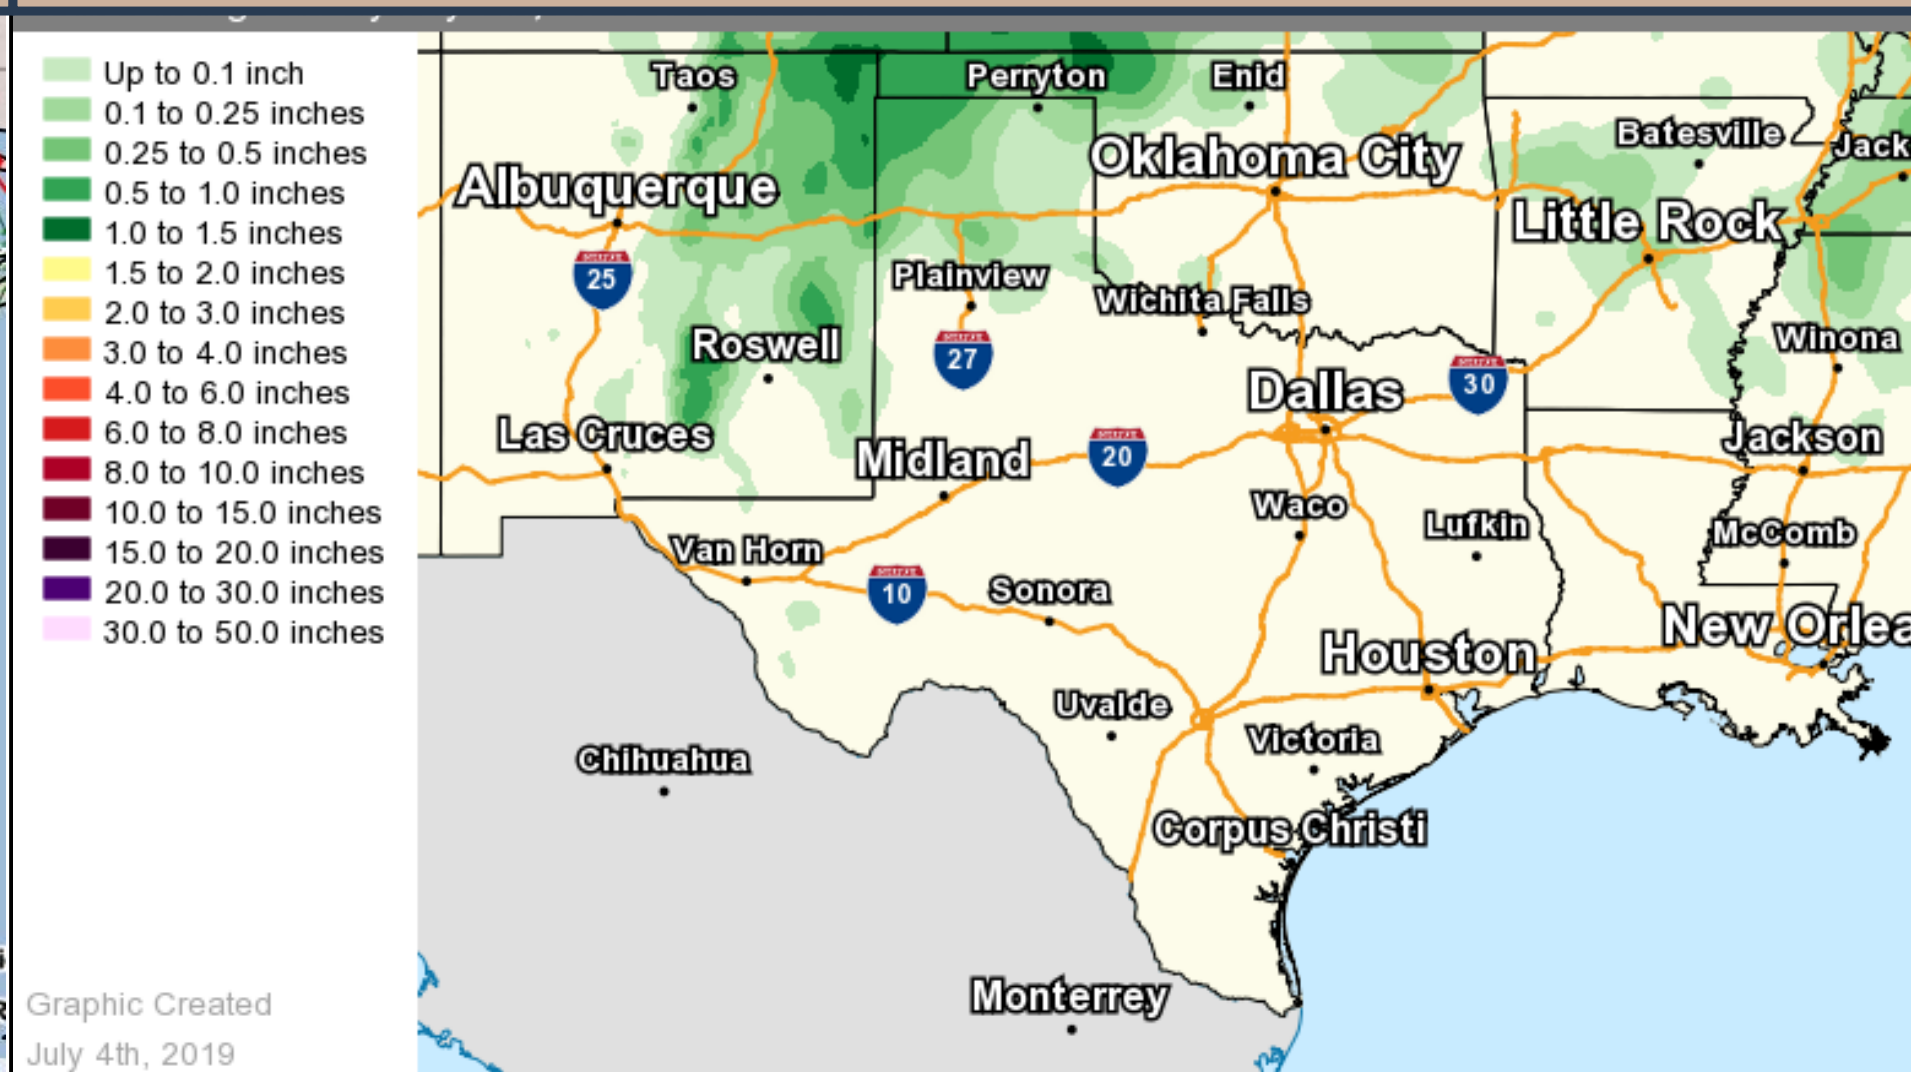 Up to 0.1 inch
0.1 to 0.25 inches
0.25 to 0.5 inches
0.5 to 1.0 inches
1.0 to 1.5 inches
1.5 to 2.0 inches
2.0 to 3.0 inches
3.0 to 4.0 inches
4.0 to 6.0 inches
6.0 to 8.0 inches
8.0 to 10.0 inches
10.0 to 15.0 inches
15.0 to 20.0 inches
20.0 to 30.0 inches
30.0 to 50.0 inches
Graphic Created
July 4th, 2019
Taos
Perryton
Enid
Batesville
Jack
Oklahoma City
Albuquerque
Little Rock
25
Plainview
Wichita Falls
Roswell
27
Winona
30
Dallas
Las Cruces
Midland
20
Jackson
Waco
Lufkin
McComb
Van Horn
10
Sonora
New Orlea
Houston
Uvalde
Victoria
Chihuahua
Corpus Christi
Monterrey